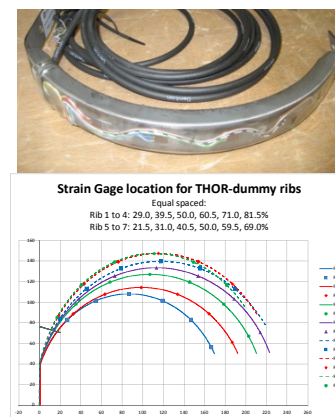 Strain Gage location for THOR-dummy ribs
Equal spaced:
Rib 1 to 4: 29.0, 39.5, 50.0, 60.5, 71.0, 81.5%
Rib 5 to 7: 21.5, 31.0, 40.5, 50.0, 59.5, 69.0%
160
140
120
100
80
60
40
20
0
-20
-20 0 20 40 60 80 100 120 140 160 180 200 220 240 260